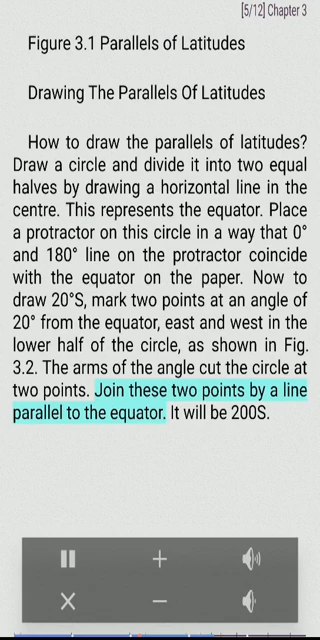 [5/12] Chapter 3
Figure 3.1 Parallels of Latitudes
Drawing The Parallels Of Latitudes
How to draw the parallels of latitudes?
Draw a circle and divide it into two equal
halves by drawing a horizontal line in the
centre. This represents the equator. Place
a protractor on this circle in a way that 0°
and 180° line on the protractor coincide
with the equator on the paper. Now to
draw 20°S, mark two points at an angle of
20° from the equator, east and west in the
lower half of the circle, as shown in Fig.
3.2. The arms of the angle cut the circle at
two points. Join these two points by a line
parallel to the equator. It will be 200S.